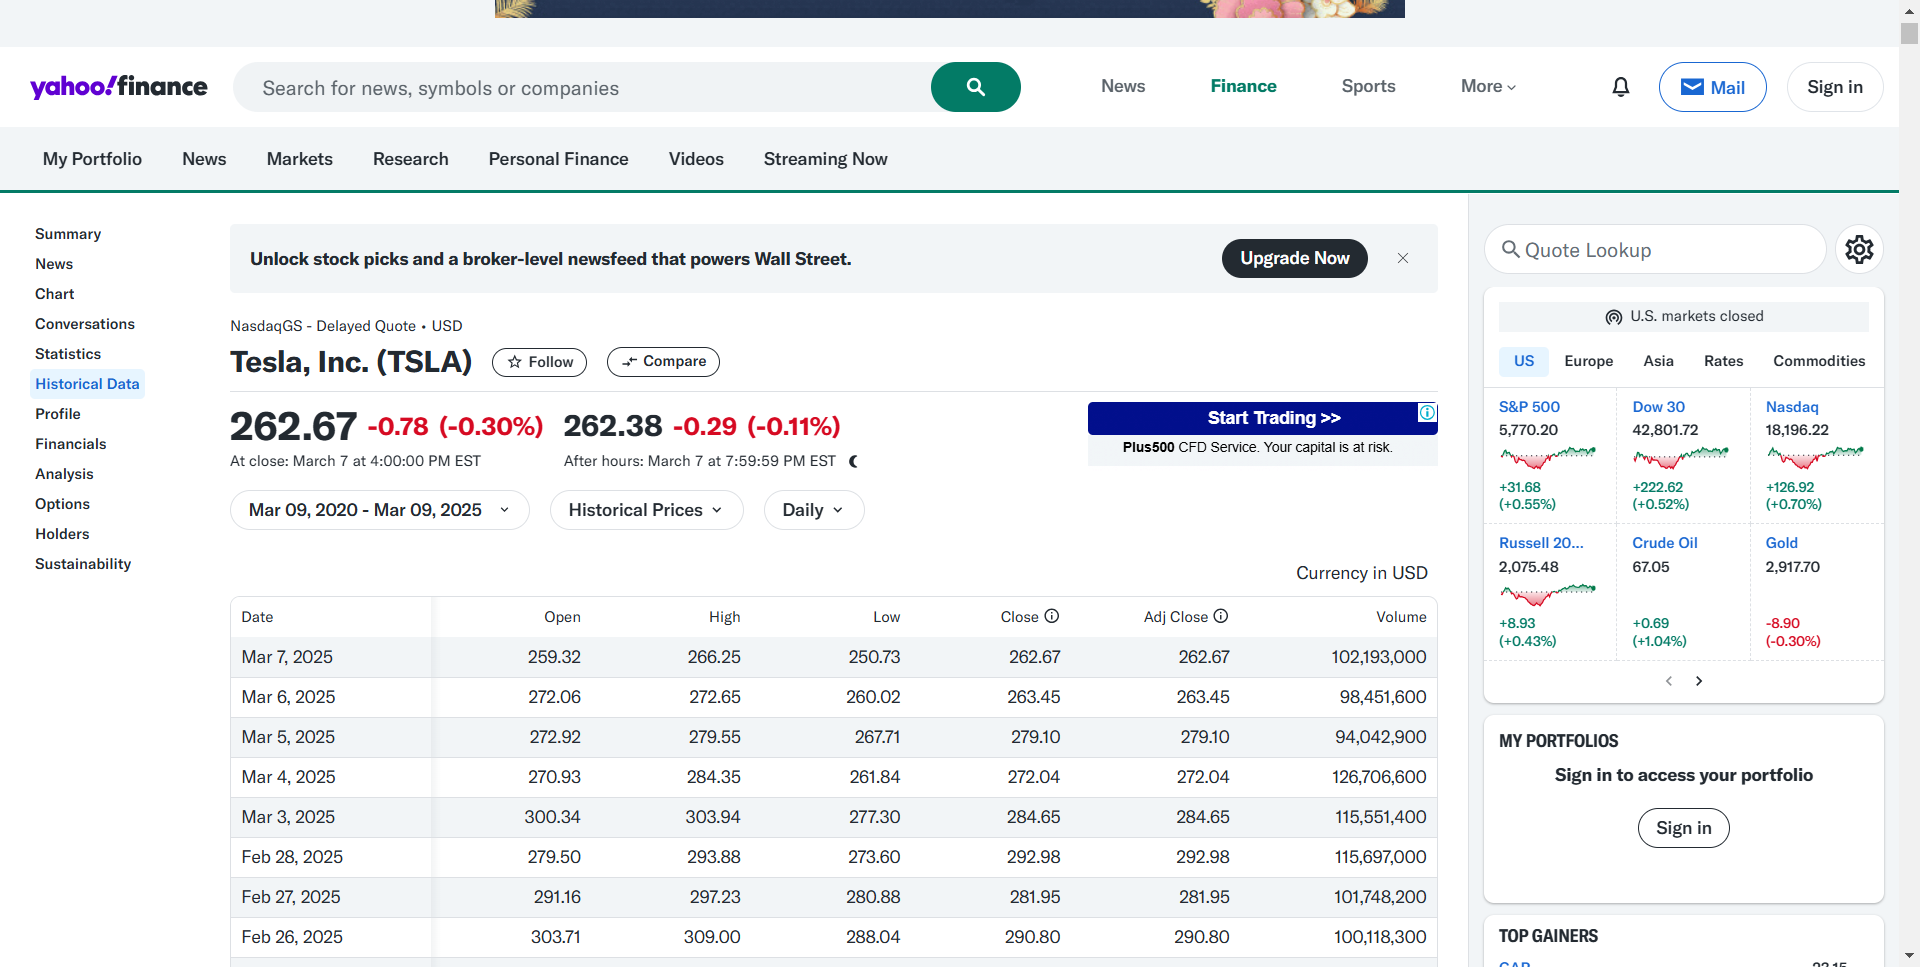 yahoo!finance
Search for news, symbols or companies
News Finance Sports More
Mail
Sign in
My Portfolio News Markets Research Personal Finance Videos Streaming Now
Summary
News
Chart
Conversations
Statistics
Historical Data
Profile
Financials
Analysis
Options
Holders
Sustainability
Unlock stock picks and a broker-level newsfeed that powers Wall Street.
Upgrade Now
NasdaqGS - Delayed Quote • USD
Tesla, Inc. (TSLA)
Follow
Compare
262.67 -0.78 (-0.30%)
At close: March 7 at 4:00:00 PM EST
262.38 -0.29 (-0.11%)
After hours: March 7 at 7:59:59 PM EST
Start Trading >>
Plus500 CFD Service. Your capital is at risk.
Mar 09, 2020 - Mar 09, 2025
Historical Prices
Daily
Currency in USD
Date Open High Low Close Adj Close Volume
Mar 7, 2025 259.32 266.25 250.73 262.67 262.67 102,193,000
Mar 6, 2025 272.06 272.65 260.02 263.45 263.45 98,451,600
Mar 5, 2025 272.92 279.55 267.71 279.10 279.10 94,042,900
Mar 4, 2025 270.93 284.35 261.84 272.04 272.04 126,706,600
Mar 3, 2025 300.34 303.94 277.30 284.65 284.65 115,551,400
Feb 28, 2025 279.50 293.88 273.60 292.98 292.98 115,697,000
Feb 27, 2025 291.16 297.23 280.88 281.95 281.95 101,748,200
Feb 26, 2025 303.71 309.00 288.04 290.80 290.80 100,118,300
Quote Lookup
U.S. markets closed
US Europe Asia Rates Commodities
S&P 500
5,770.20
+31.68
(+0.55%)
Dow 30
42,801.72
+222.62
(+0.52%)
Nasdaq
18,196.22
+126.92
(+0.70%)
Russell 20...
2,075.48
+8.93
(+0.43%)
Crude Oil
67.05
+0.69
(+1.04%)
Gold
2,917.70
-8.90
(-0.30%)
MY PORTFOLIOS
Sign in to access your portfolio
Sign in
TOP GAINERS